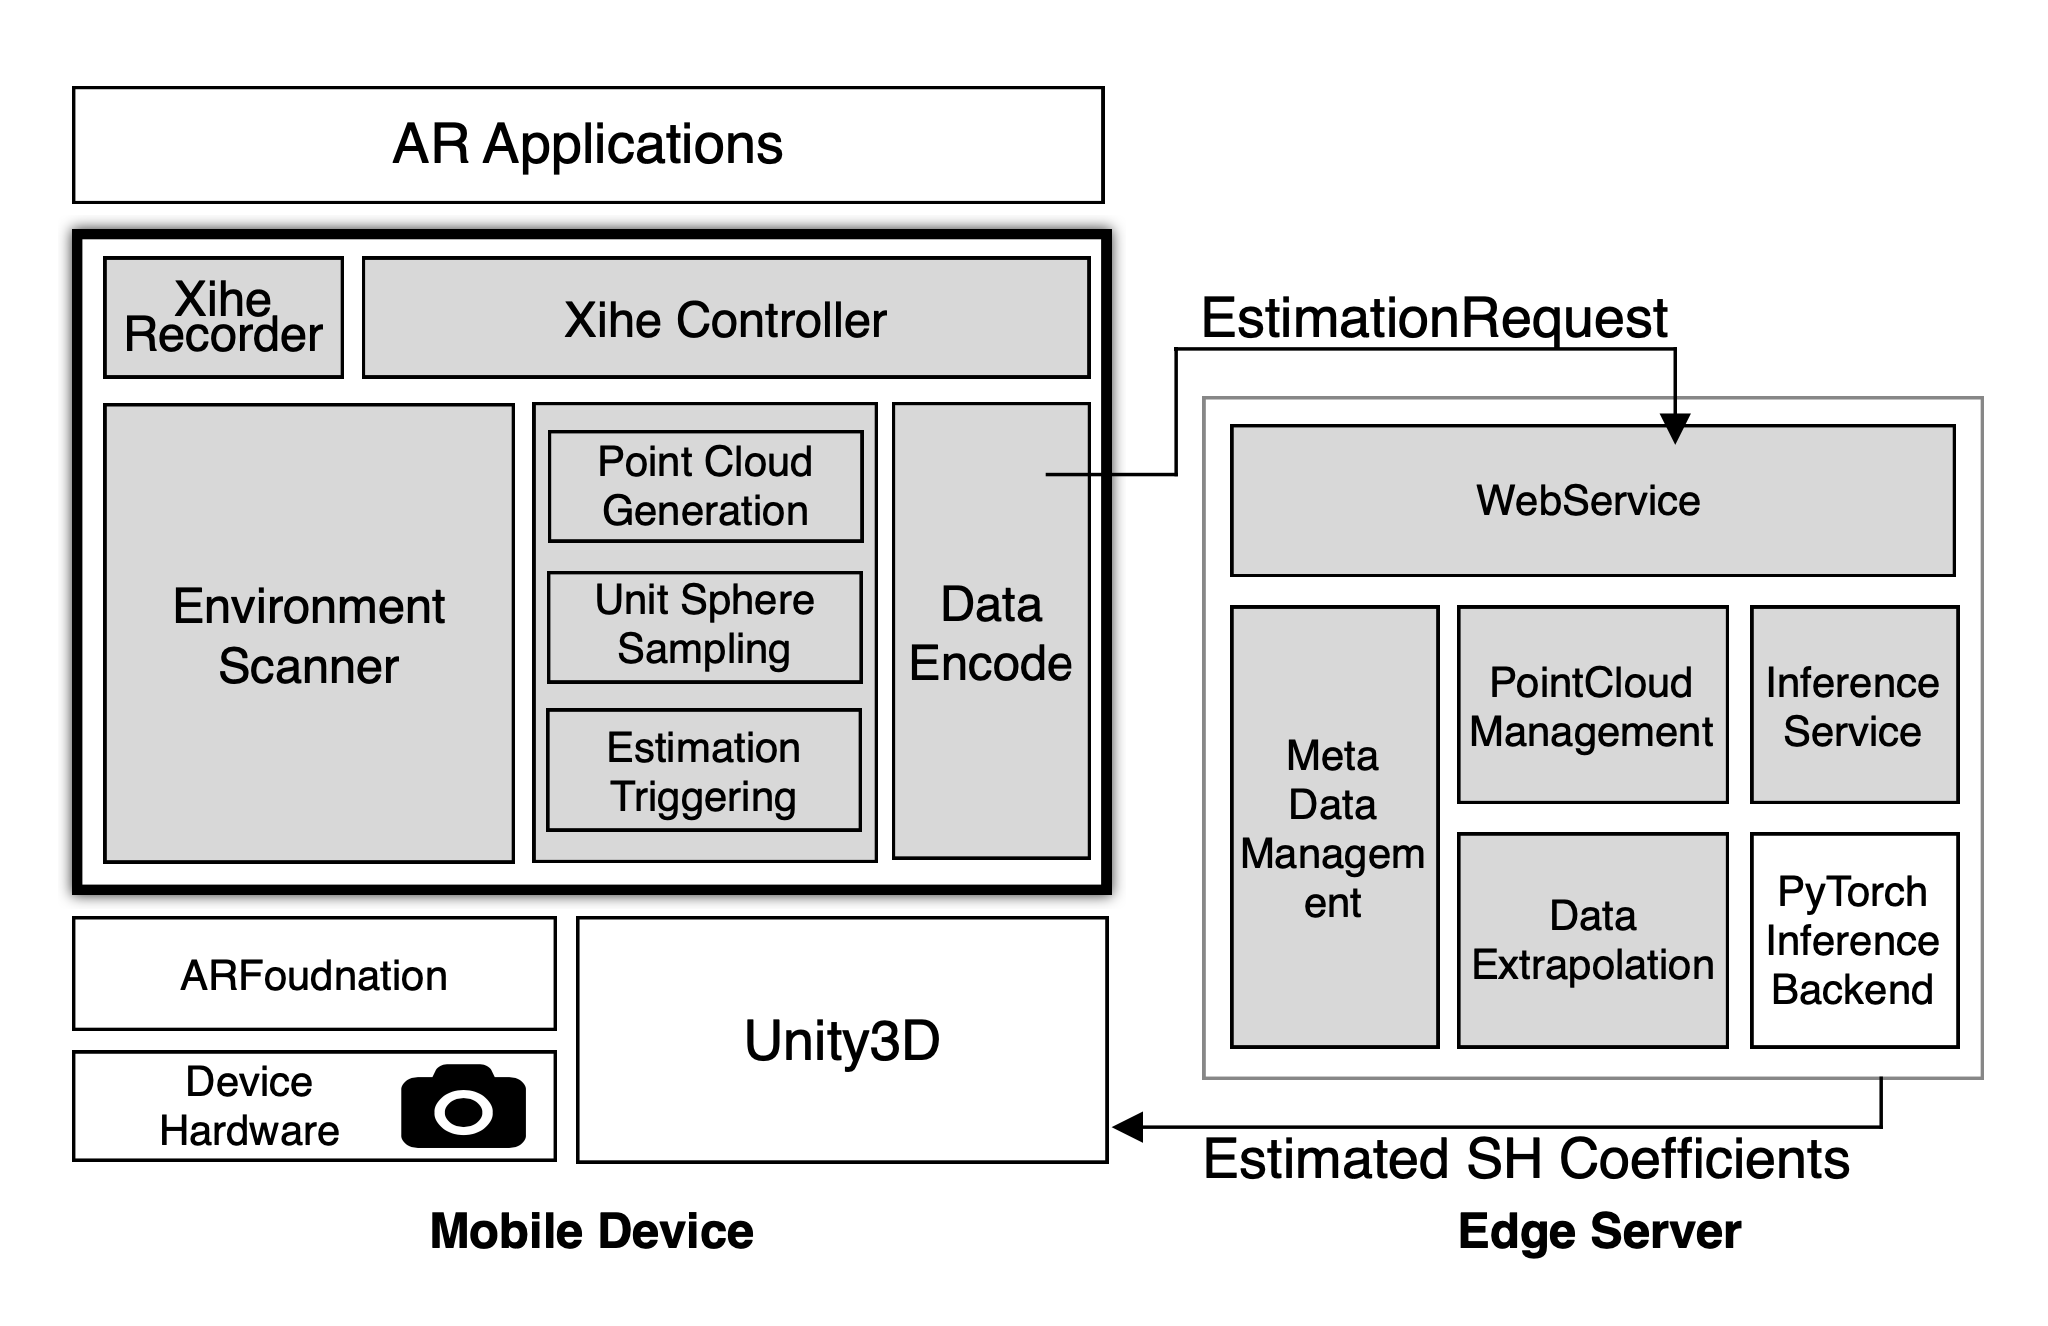 AR Applications
Xihe
Recorder
Xihe Controller
Environment
Scanner
Point Cloud
Generation
Unit Sphere
Sampling
Estimation
Triggering
Data
Encode
ARFoudnation
Device
Hardware
Unity3D
Mobile Device
EstimationRequest
WebService
Meta
Data
Managem
ent
PointCloud
Management
Inference
Service
Data
Extrapolation
PyTorch
Inference
Backend
Estimated SH Coefficients
Edge Server